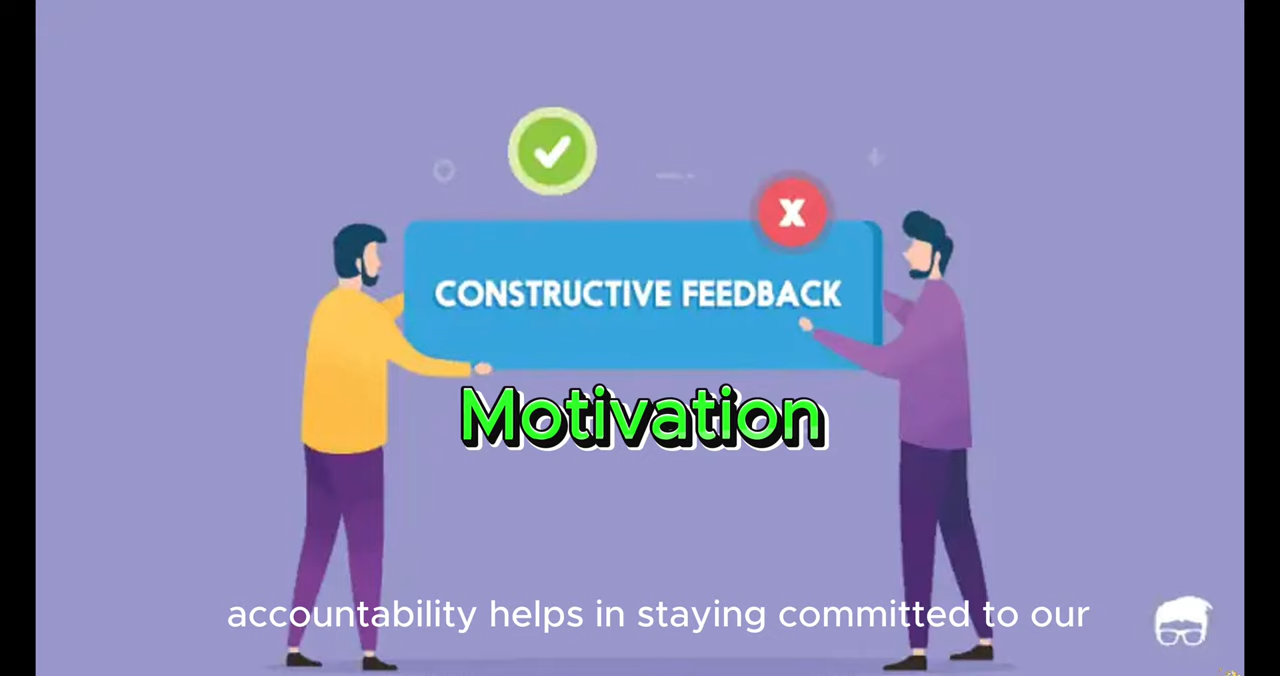 X
CONSTRUCTIVE FEEDBACK
Motivation
accountability helps in staying committed to our